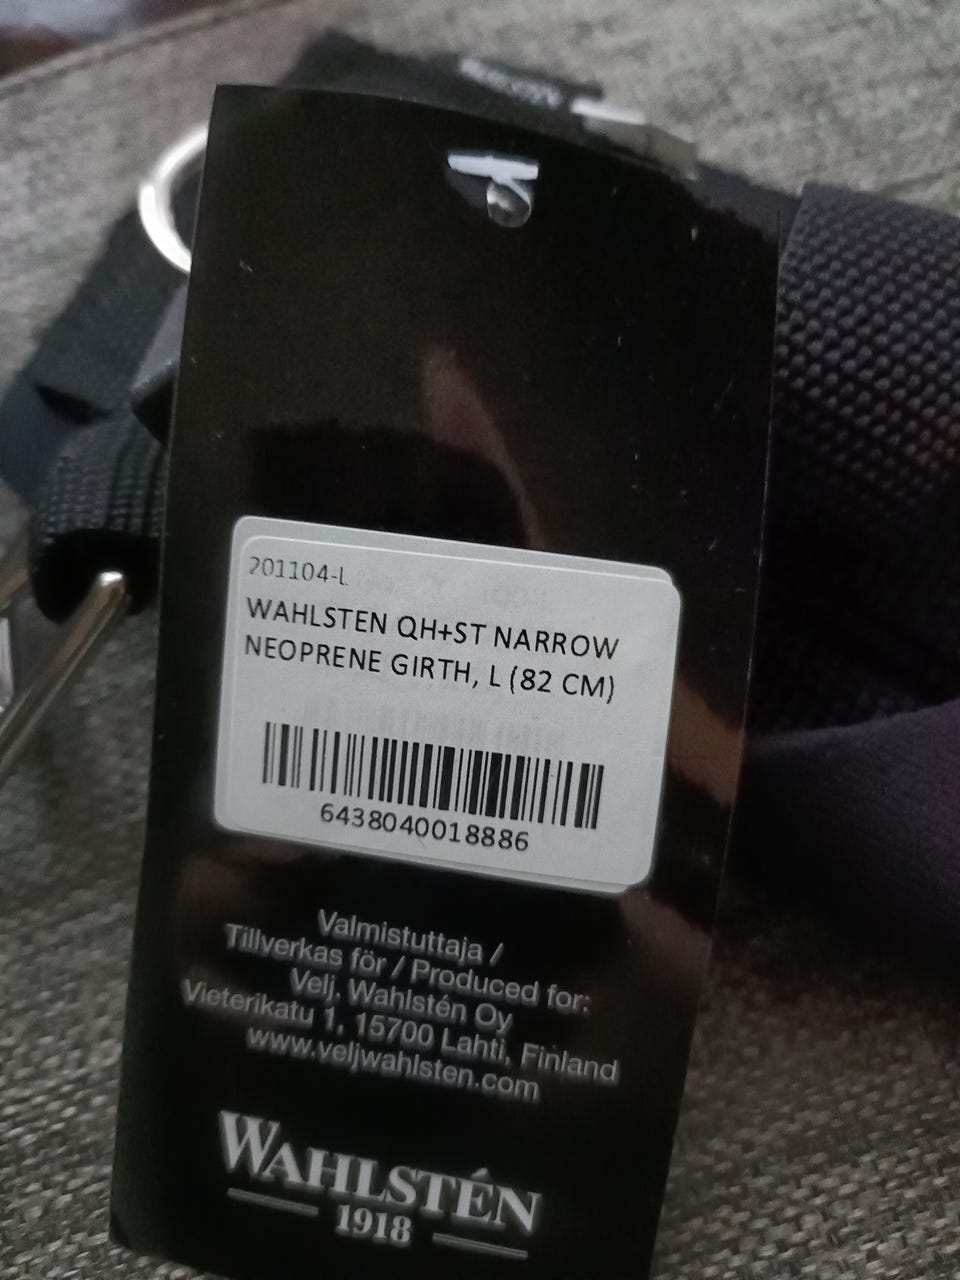 201104-L
WAHLSTEN QH+ST NARROW
NEOPRENE GIRTH, L (82 CM)
6438040018886
Valmistuttaja /
Tillverkas för / Produced for:
Velj. Wahlstén Oy
Vieterikatu 1, 15700 Lahti, Finland
www.veljwahlsten.com
WAHLSTÉN
1918